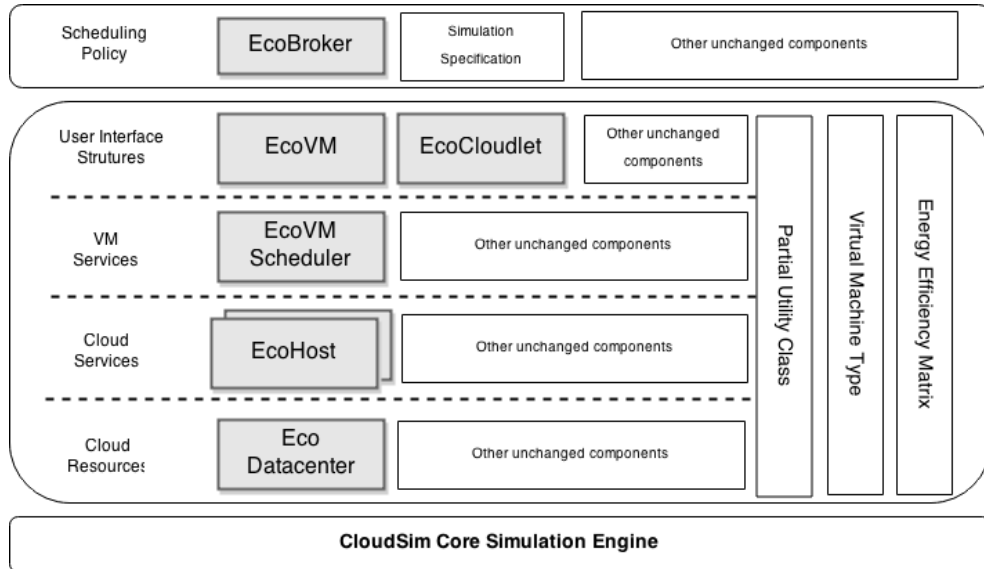 Scheduling
Policy
EcoBroker
Simulation
Specification
Other unchanged components
User Interface
Strutures
EcoVM
EcoCloudlet
Other unchanged
components
VM
Services
EcoVM
Scheduler
Other unchanged components
Cloud
Services
EcoHost
Other unchanged components
Cloud
Resources
Eco
Datacenter
Other unchanged components
Partial Utility Class
Virtual Machine Type
Energy Efficiency Matrix
CloudSim Core Simulation Engine